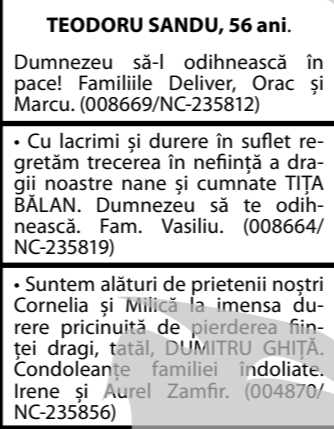 TEODORU SANDU, 56 ani.
Dumnezeu să-l odihnească în
pace! Familiile Deliver, Orac și
Marcu. (008669/NC-235812)
• Cu lacrimi și durere în suflet re-
gretăm trecerea în neființă a dra-
gii noastre nane și cumnate TIȚA
BĂLAN. Dumnezeu să te odih-
nească. Fam. Vasiliu. (008664/
NC-235819)
• Suntem alături de prietenii noștri
Cornelia și Milică la imensa du-
rere pricinuită de pierderea fiin-
ței dragi, tatăl, DUMITRU GHIȚĂ.
Condoleanțe familiei îndoliate.
Irene și Aurel Zamfir. (004870/
NC-235856)